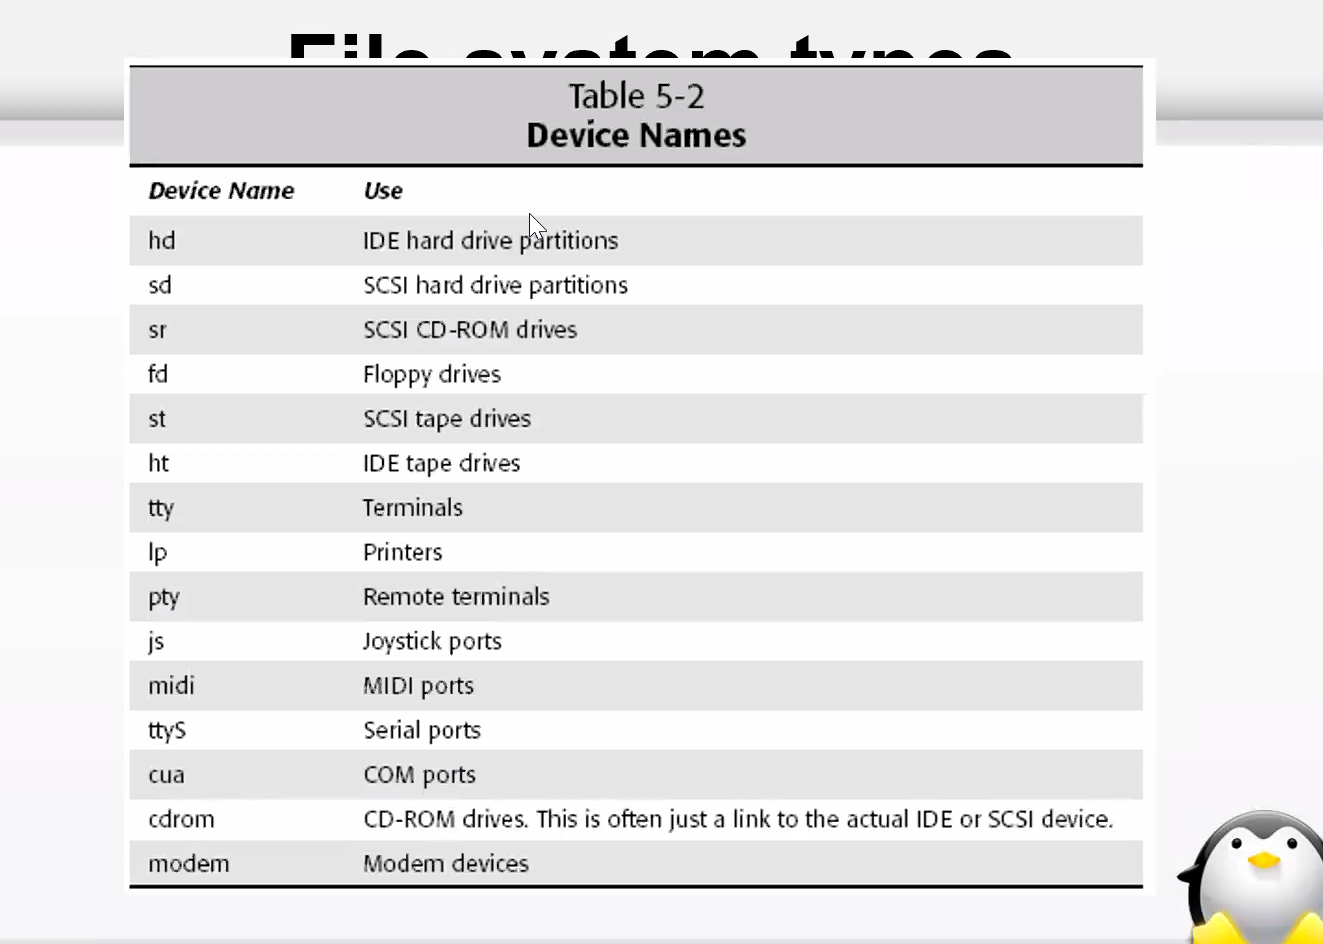 File system types
Table 5-2
Device Names
Device Name Use
hd IDE hard drive partitions
sd SCSI hard drive partitions
sr SCSI CD-ROM drives
fd Floppy drives
st SCSI tape drives
ht IDE tape drives
tty Terminals
lp Printers
pty Remote terminals
js Joystick ports
midi MIDI ports
ttyS Serial ports
cua COM ports
cdrom CD-ROM drives. This is often just a link to the actual IDE or SCSI device.
modem Modem devices